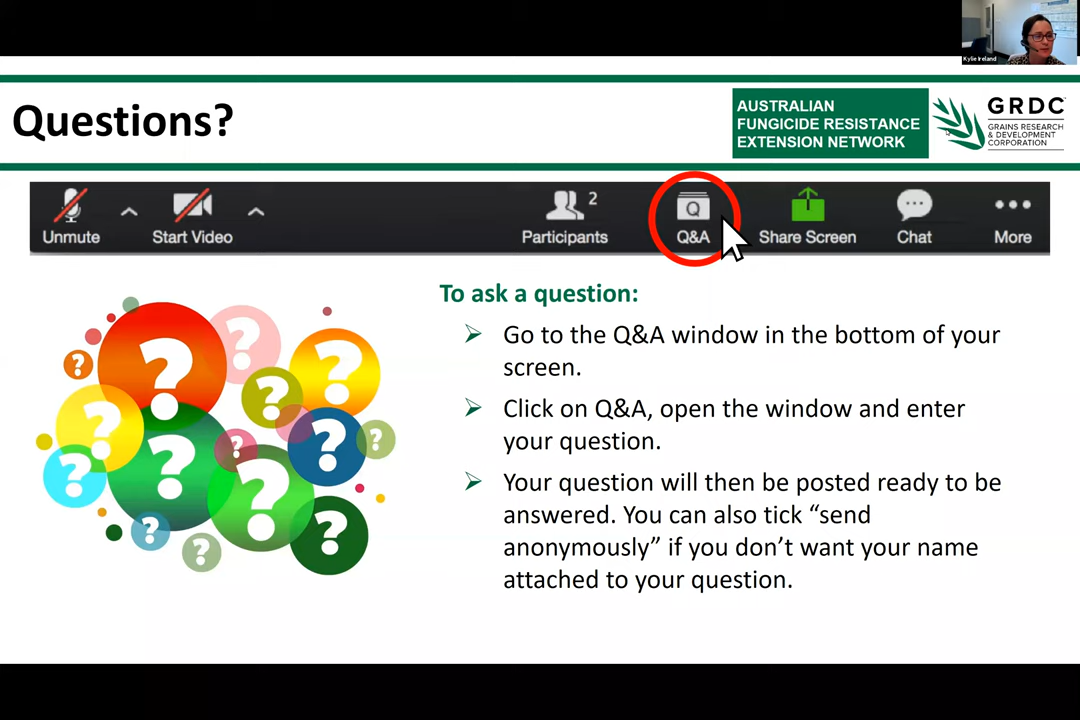 Kylie Ireland
Questions?
AUSTRALIAN
FUNGICIDE RESISTANCE
EXTENSION NETWORK
GRDC
GRAINS RESEARCH
& DEVELOPMENT
CORPORATION
Unmute
Start Video
2
Participants
Q
Q&A
Share Screen
Chat
More
To ask a question:
Go to the Q&A window in the bottom of your
screen.
Click on Q&A, open the window and enter
your question.
Your question will then be posted ready to be
answered. You can also tick “send
anonymously” if you don’t want your name
attached to your question.
? ? ? ? ? ? ? ? ? ? ? ? ? ?